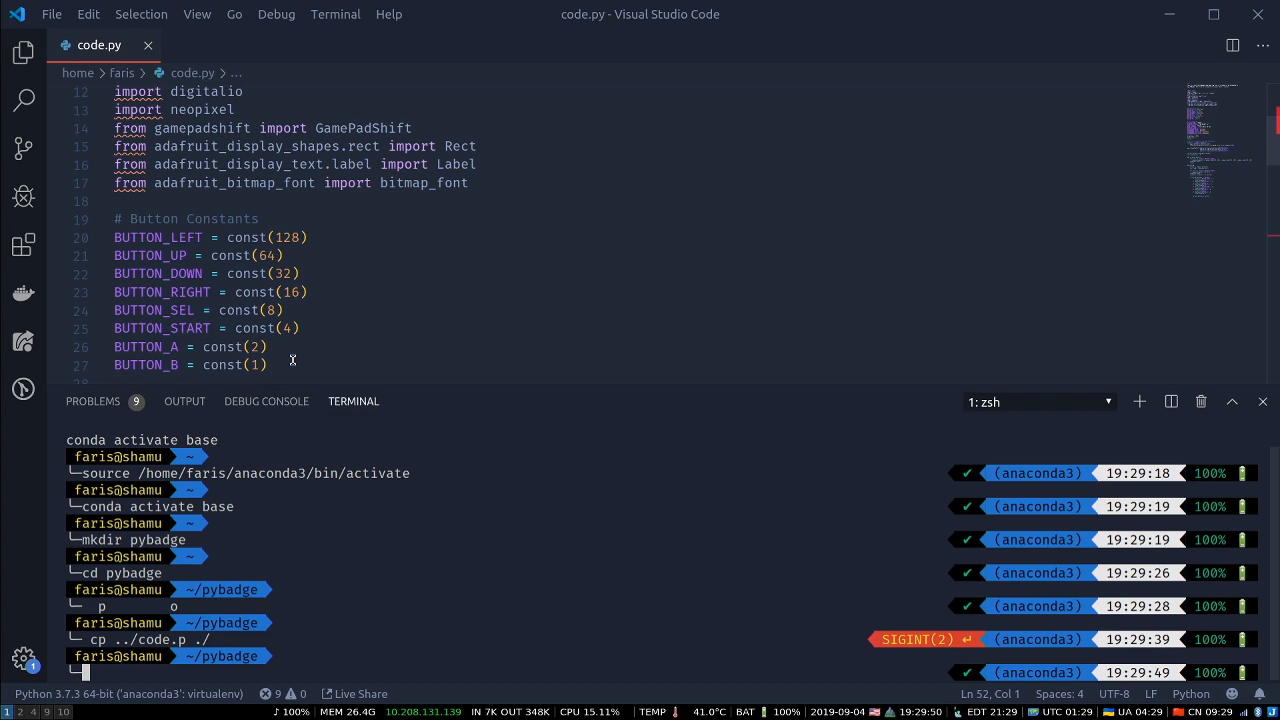 File Edit Selection View Go Debug Terminal Help code.py - Visual Studio Code
code.py
home > faris > code.py > ...
12 import digitalio
13 import neopixel
14 from gamepadshift import GamePadShift
15 from adafruit_display_shapes.rect import Rect
16 from adafruit_display_text.label import Label
17 from adafruit_bitmap_font import bitmap_font
18
19 # Button Constants
20 BUTTON_LEFT = const(128)
21 BUTTON_UP = const(64)
22 BUTTON_DOWN = const(32)
23 BUTTON_RIGHT = const(16)
24 BUTTON_SEL = const(8)
25 BUTTON_START = const(4)
26 BUTTON_A = const(2)
27 BUTTON_B = const(1)
28
PROBLEMS 9 OUTPUT DEBUG CONSOLE TERMINAL 1: zsh
conda activate base
faris@shamu ~
source /home/faris/anaconda3/bin/activate ✔ (anaconda3) 19:29:18 100%
faris@shamu ~
conda activate base ✔ (anaconda3) 19:29:19 100%
faris@shamu ~
mkdir pybadge ✔ (anaconda3) 19:29:19 100%
faris@shamu ~
cd pybadge ✔ (anaconda3) 19:29:26 100%
faris@shamu ~/pybadge
p o ✔ (anaconda3) 19:29:28 100%
faris@shamu ~/pybadge
cp ../code.p ./ SIGINT(2) ↵ (anaconda3) 19:29:39 100%
faris@shamu ~/pybadge
✔ (anaconda3) 19:29:49 100%
1
Python 3.7.3 64-bit ('anaconda3': virtualenv) 9 0 Live Share Ln 52, Col 1 Spaces: 4 UTF-8 LF Python
1 2 4 9 10 ♪ 100% MEM 26.4G 10.208.131.139 IN 7K OUT 348K CPU 15.11% TEMP 41.0°C BAT 100% 2019-09-04 19:29:50 EDT 21:29 UTC 01:29 UA 04:29 CN 09:29